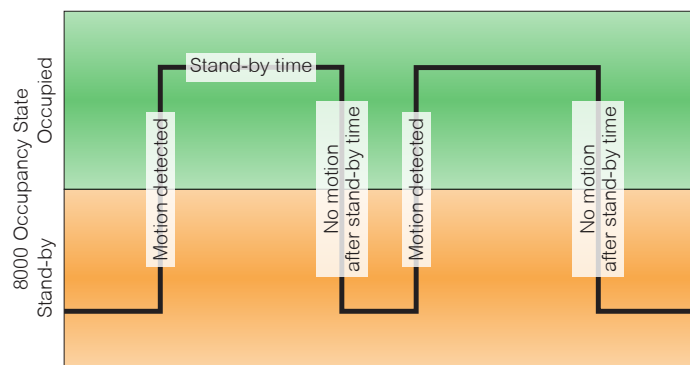 8000 Occupancy State
Occupied
Stand-by
Stand-by time
Motion detected
No motion
after stand-by time
Motion detected
No motion
after stand-by time